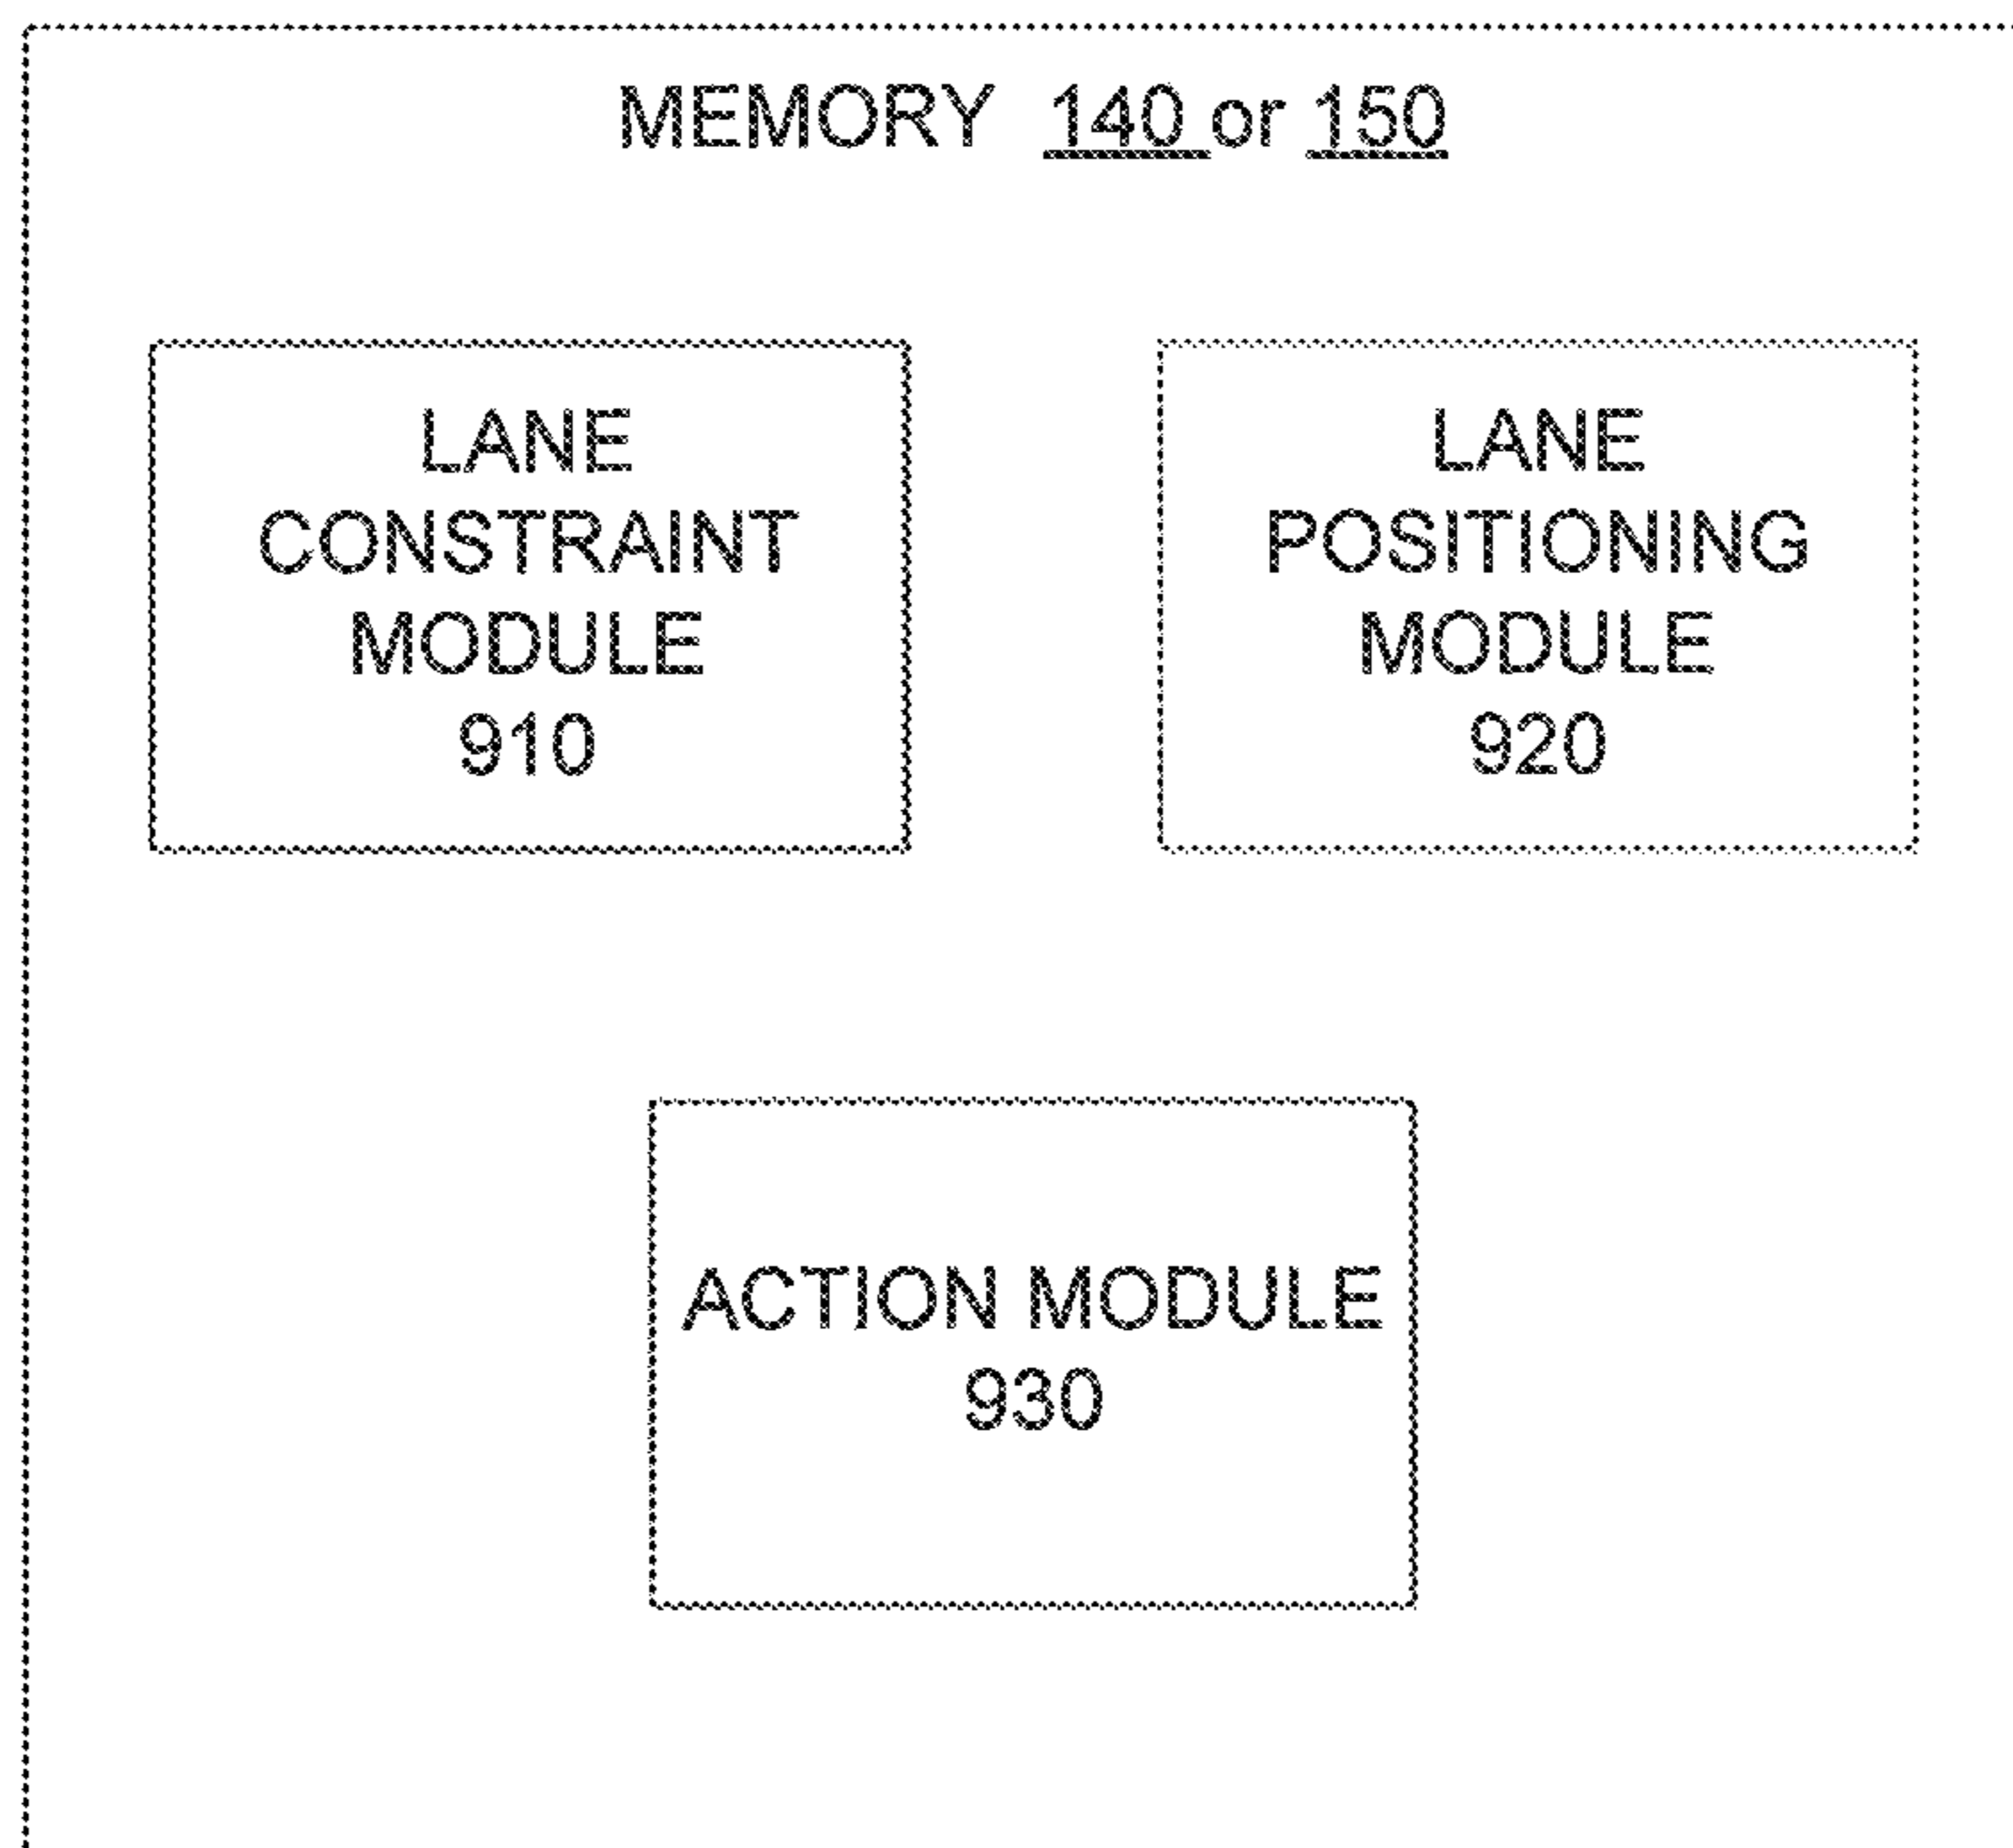 MEMORY 140 or 150
LANE
CONSTRAINT
MODULE
910
LANE
POSITIONING
MODULE
920
ACTION MODULE
930